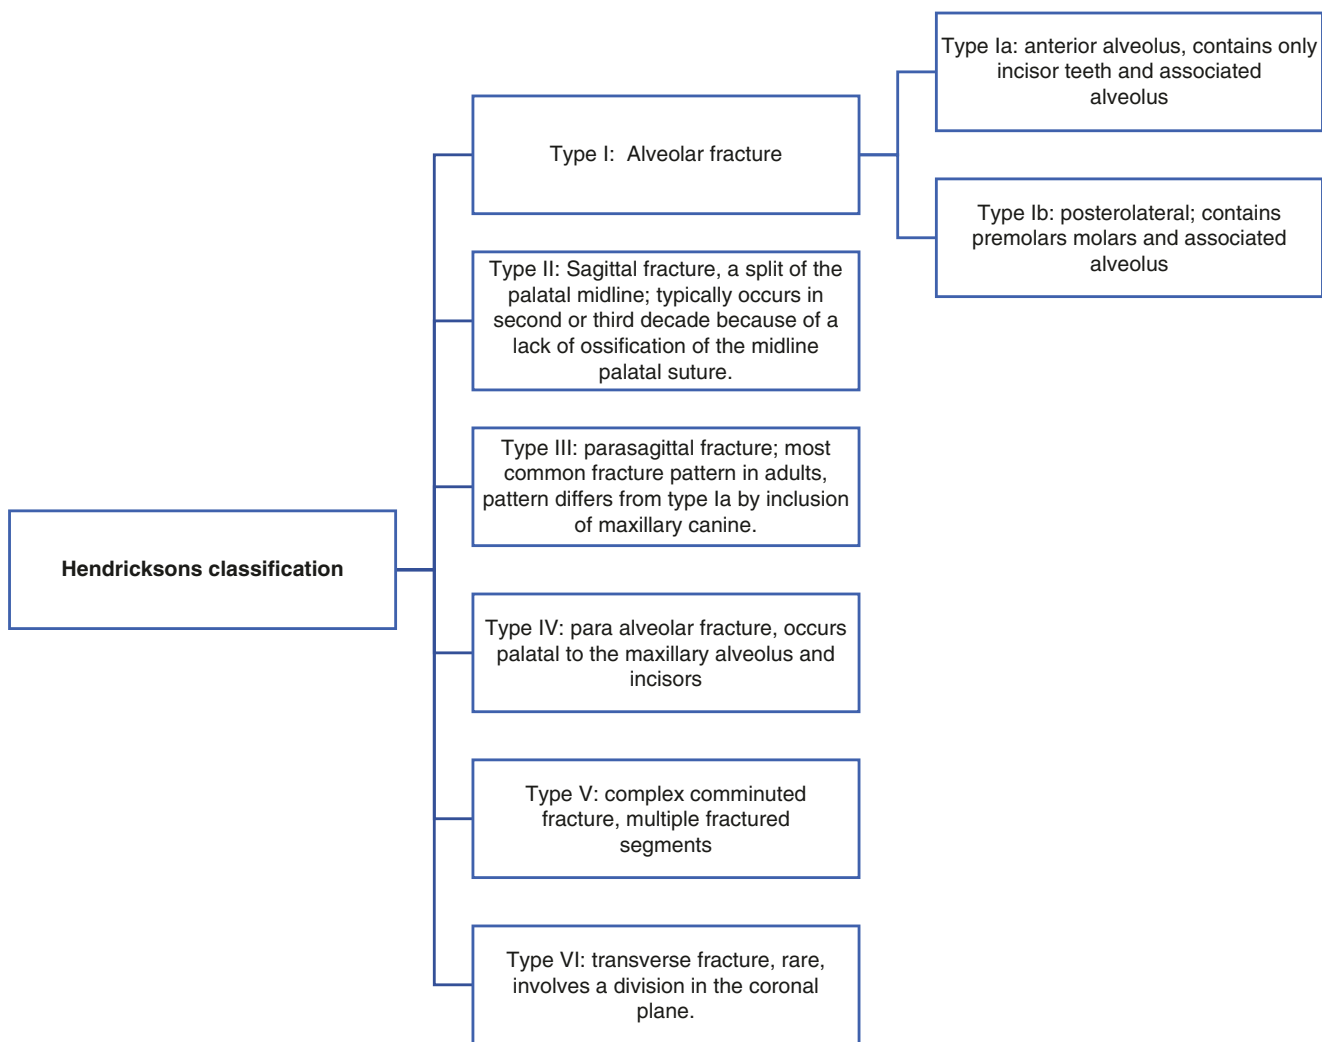 Hendricksons classification
Type I: Alveolar fracture
Type Ia: anterior alveolus, contains only
incisor teeth and associated
alveolus
Type Ib: posterolateral; contains
premolars molars and associated
alveolus
Type II: Sagittal fracture, a split of the
palatal midline; typically occurs in
second or third decade because of a
lack of ossification of the midline
palatal suture.
Type III: parasagittal fracture; most
common fracture pattern in adults,
pattern differs from type Ia by inclusion
of maxillary canine.
Type IV: para alveolar fracture, occurs
palatal to the maxillary alveolus and
incisors
Type V: complex comminuted
fracture, multiple fractured
segments
Type VI: transverse fracture, rare,
involves a division in the coronal
plane.